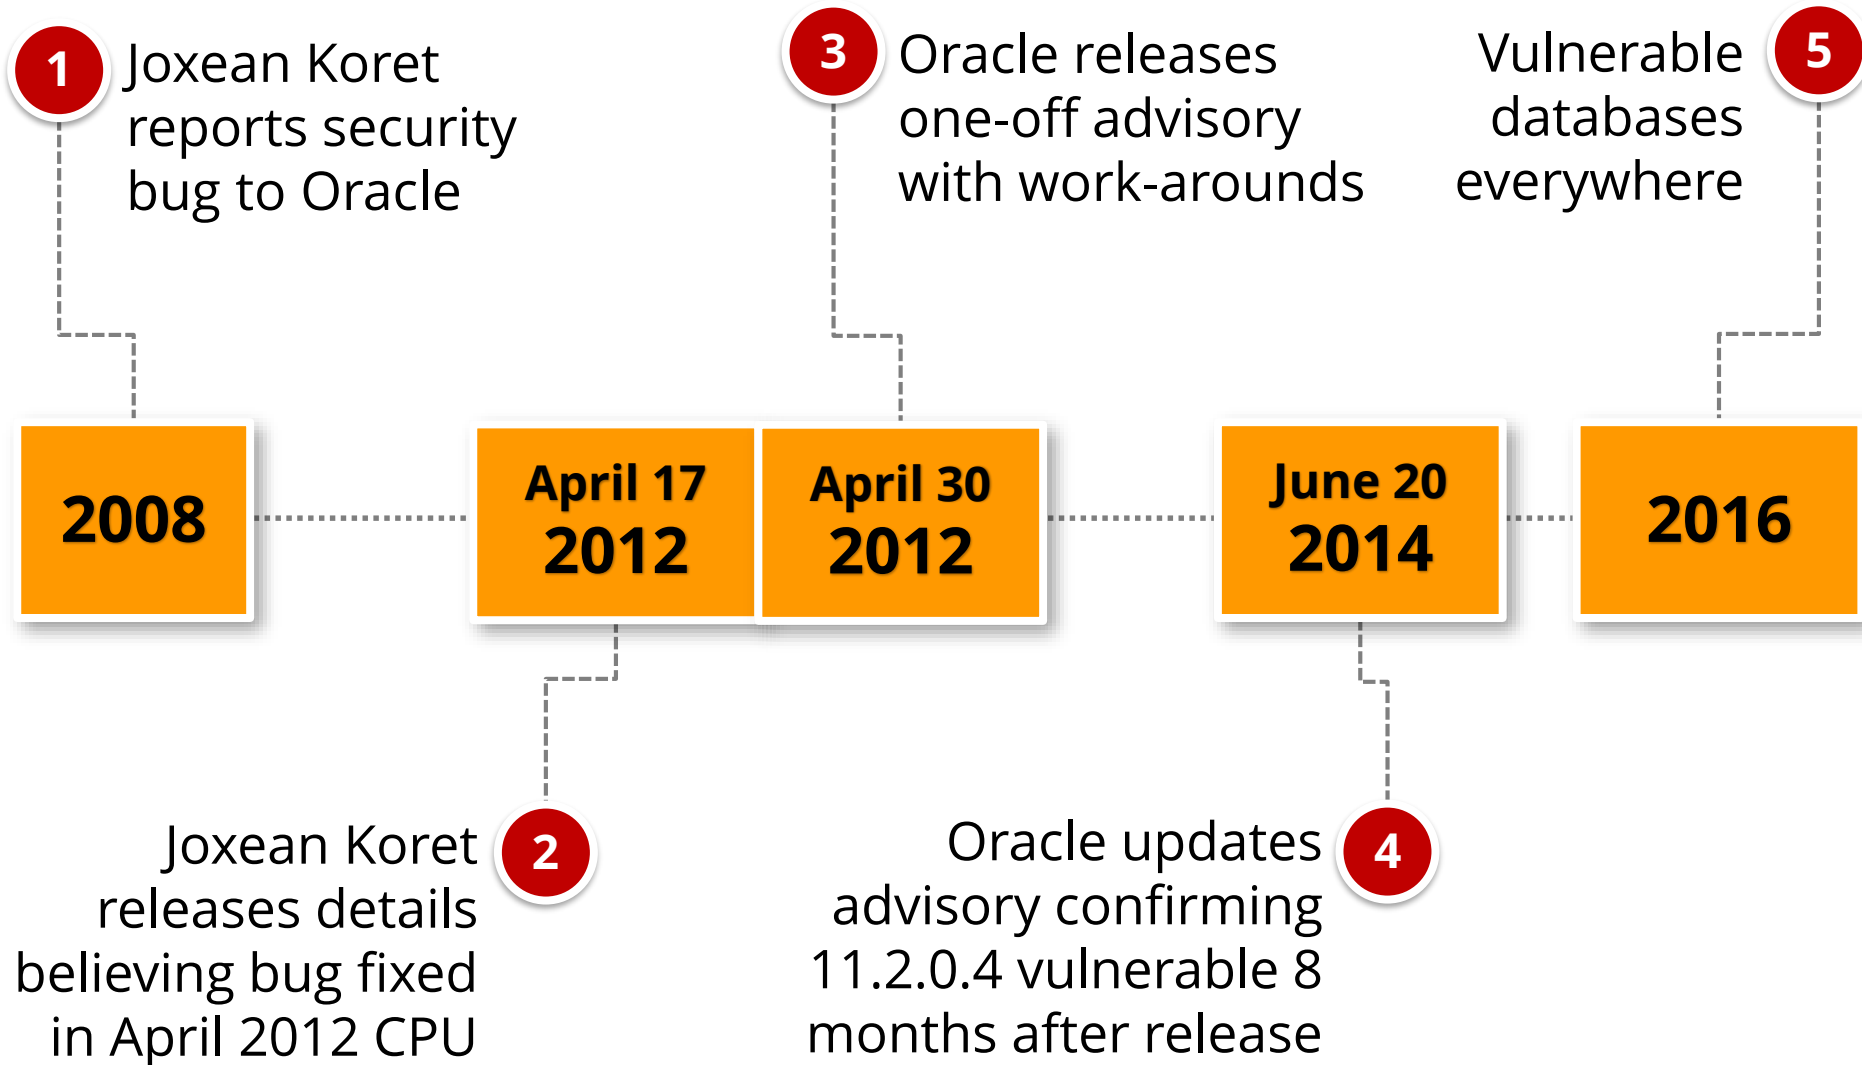 1
Joxean Koret
reports security
bug to Oracle
3
Oracle releases
one-off advisory
with work-arounds
Vulnerable
databases
everywhere
5
2008
April 17
2012
April 30
2012
June 20
2014
2016
Joxean Koret
releases details
believing bug fixed
in April 2012 CPU
2
Oracle updates
advisory confirming
11.2.0.4 vulnerable 8
months after release
4